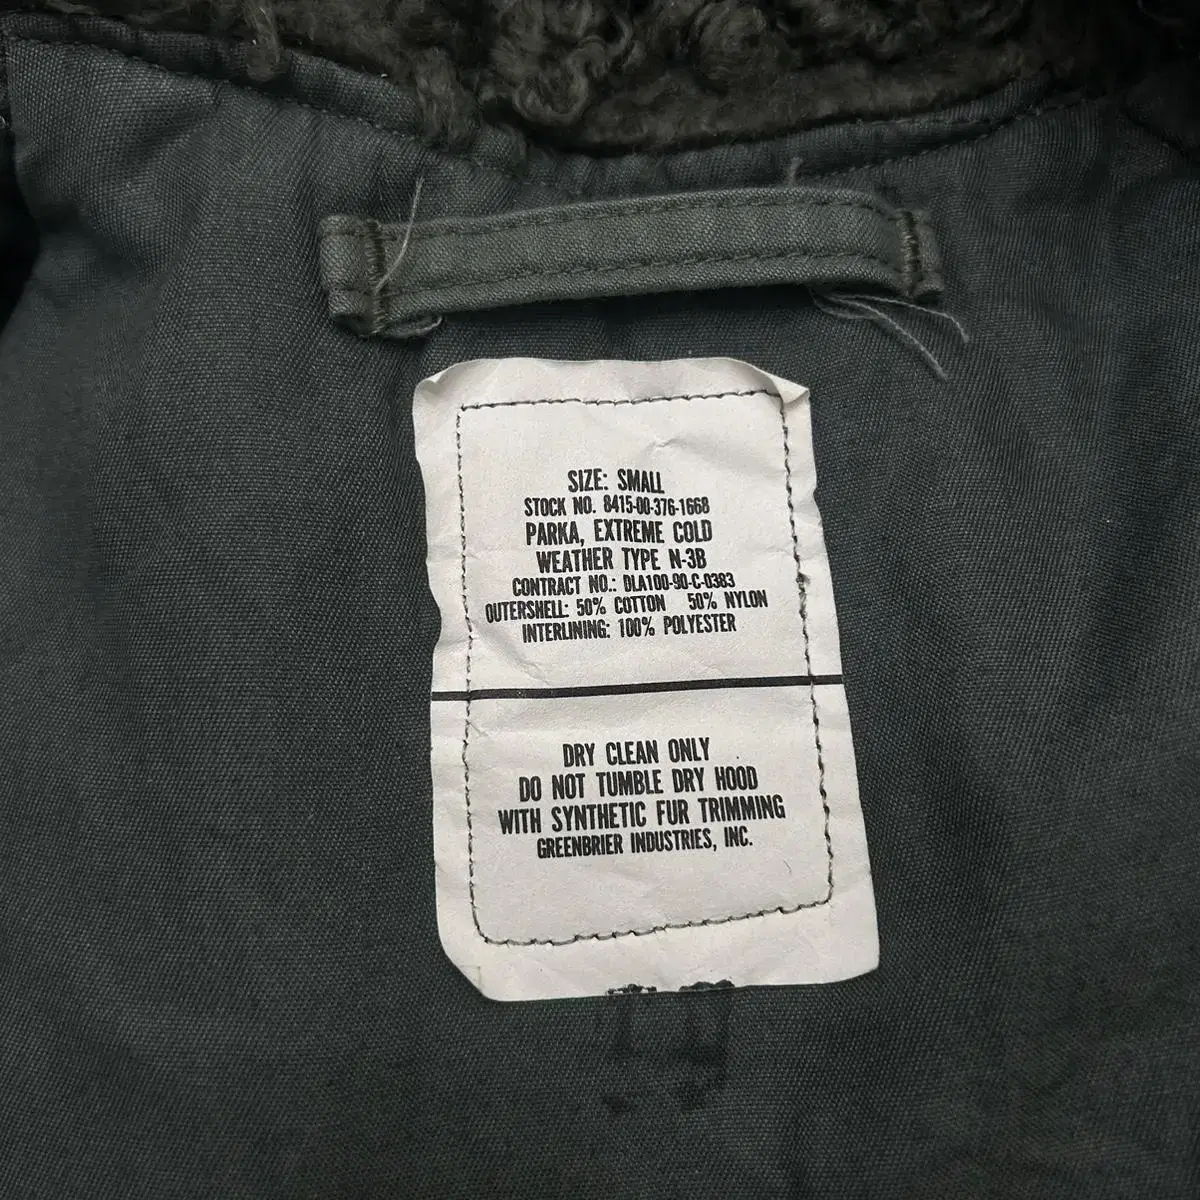 SIZE: SMALL
STOCK NO. 8415-00-376-1668
PARKA, EXTREME COLD
WEATHER TYPE N-3B
CONTRACT NO.: DLA100-90-C-0383
OUTERSHELL: 50% COTTON 50% NYLON
INTERLINING: 100% POLYESTER
DRY CLEAN ONLY
DO NOT TUMBLE DRY HOOD
WITH SYNTHETIC FUR TRIMMING
GREENBRIER INDUSTRIES, INC.